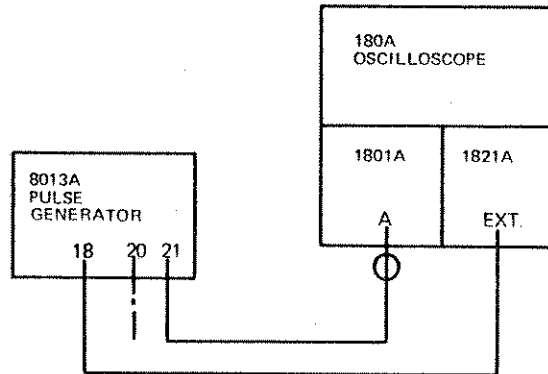 180A
OSCILLOSCOPE
1801A
1821A
A
EXT.
8013A
PULSE
GENERATOR
18
20
21